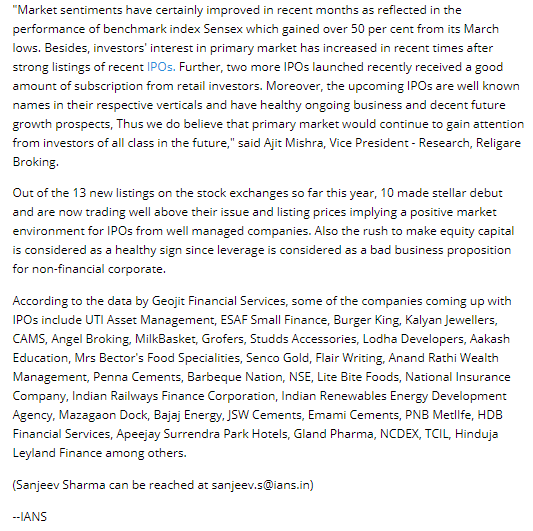 "Market sentiments have certainly improved in recent months as reflected in the
performance of benchmark index Sensex which gained over 50 per cent from its March
lows. Besides, investors' interest in primary market has increased in recent times after
strong listings of recent IPOs. Further, two more IPOs launched recently received a good
amount of subscription from retail investors. Moreover, the upcoming IPOs are well known
names in their respective verticals and have healthy ongoing business and decent future
growth prospects, Thus we do believe that primary market would continue to gain attention
from investors of all class in the future," said Ajit Mishra, Vice President - Research, Religare
Broking.
Out of the 13 new listings on the stock exchanges so far this year, 10 made stellar debut
and are now trading well above their issue and listing prices implying a positive market
environment for IPOs from well managed companies. Also the rush to make equity capital
is considered as a healthy sign since leverage is considered as a bad business proposition
for non-financial corporate.
According to the data by Geojit Financial Services, some of the companies coming up with
IPOs include UTI Asset Management, ESAF Small Finance, Burger King, Kalyan Jewellers,
CAMS, Angel Broking, MilkBasket, Grofers, Studds Accessories, Lodha Developers, Aakash
Education, Mrs Bector's Food Specialities, Senco Gold, Flair Writing, Anand Rathi Wealth
Management, Penna Cements, Barbeque Nation, NSE, Lite Bite Foods, National Insurance
Company, Indian Railways Finance Corporation, Indian Renewables Energy Development
Agency, Mazagaon Dock, Bajaj Energy, JSW Cements, Emami Cements, PNB Metllfe, HDB
Financial Services, Apeejay Surrendra Park Hotels, Gland Pharma, NCDEX, TCIL, Hinduja
Leyland Finance among others.
(Sanjeev Sharma can be reached at sanjeev.s@ians.in)
--IANS